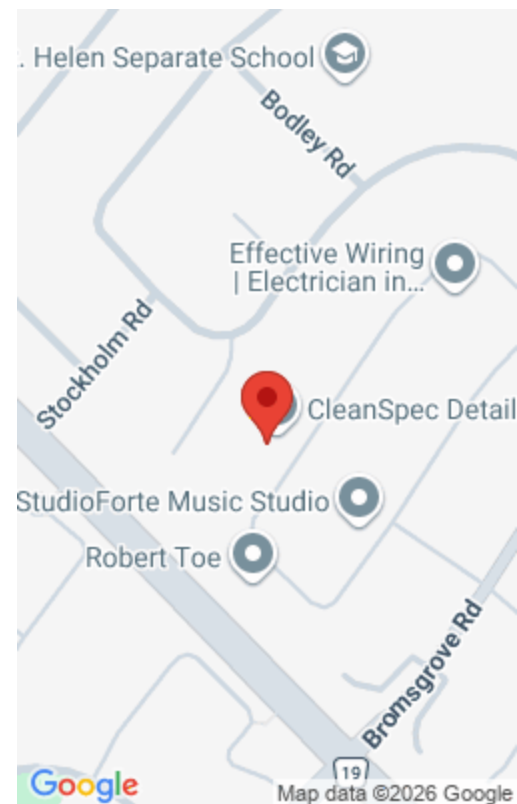 . Helen Separate School
Bodley Rd
Effective Wiring
| Electrician in...
Stockholm Rd
CleanSpec Detail
StudioForte Music Studio
Robert Toe
Bromsgrove Rd
19
Google
Map data ©2026 Google